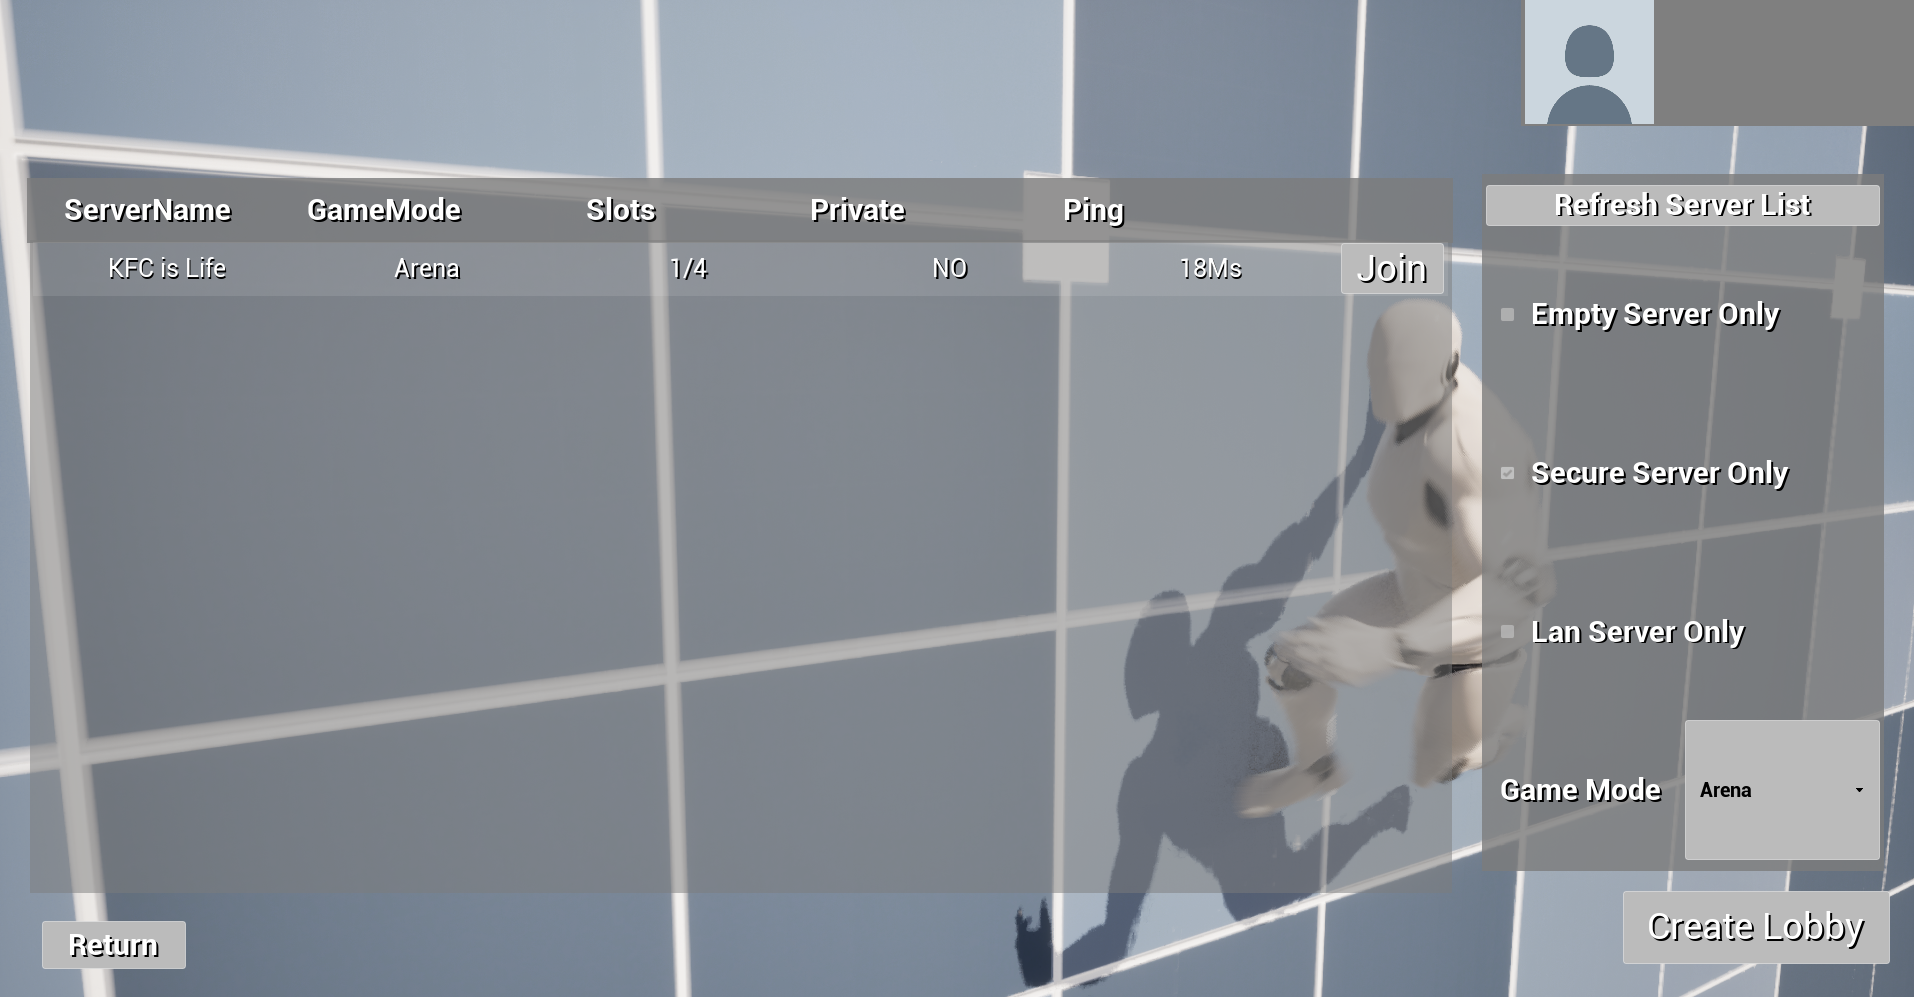 ServerName GameMode Slots Private Ping
KFC is Life Arena 1/4 NO 18Ms Join
Refresh Server List
Empty Server Only
Secure Server Only
Lan Server Only
Game Mode Arena
Return
Create Lobby